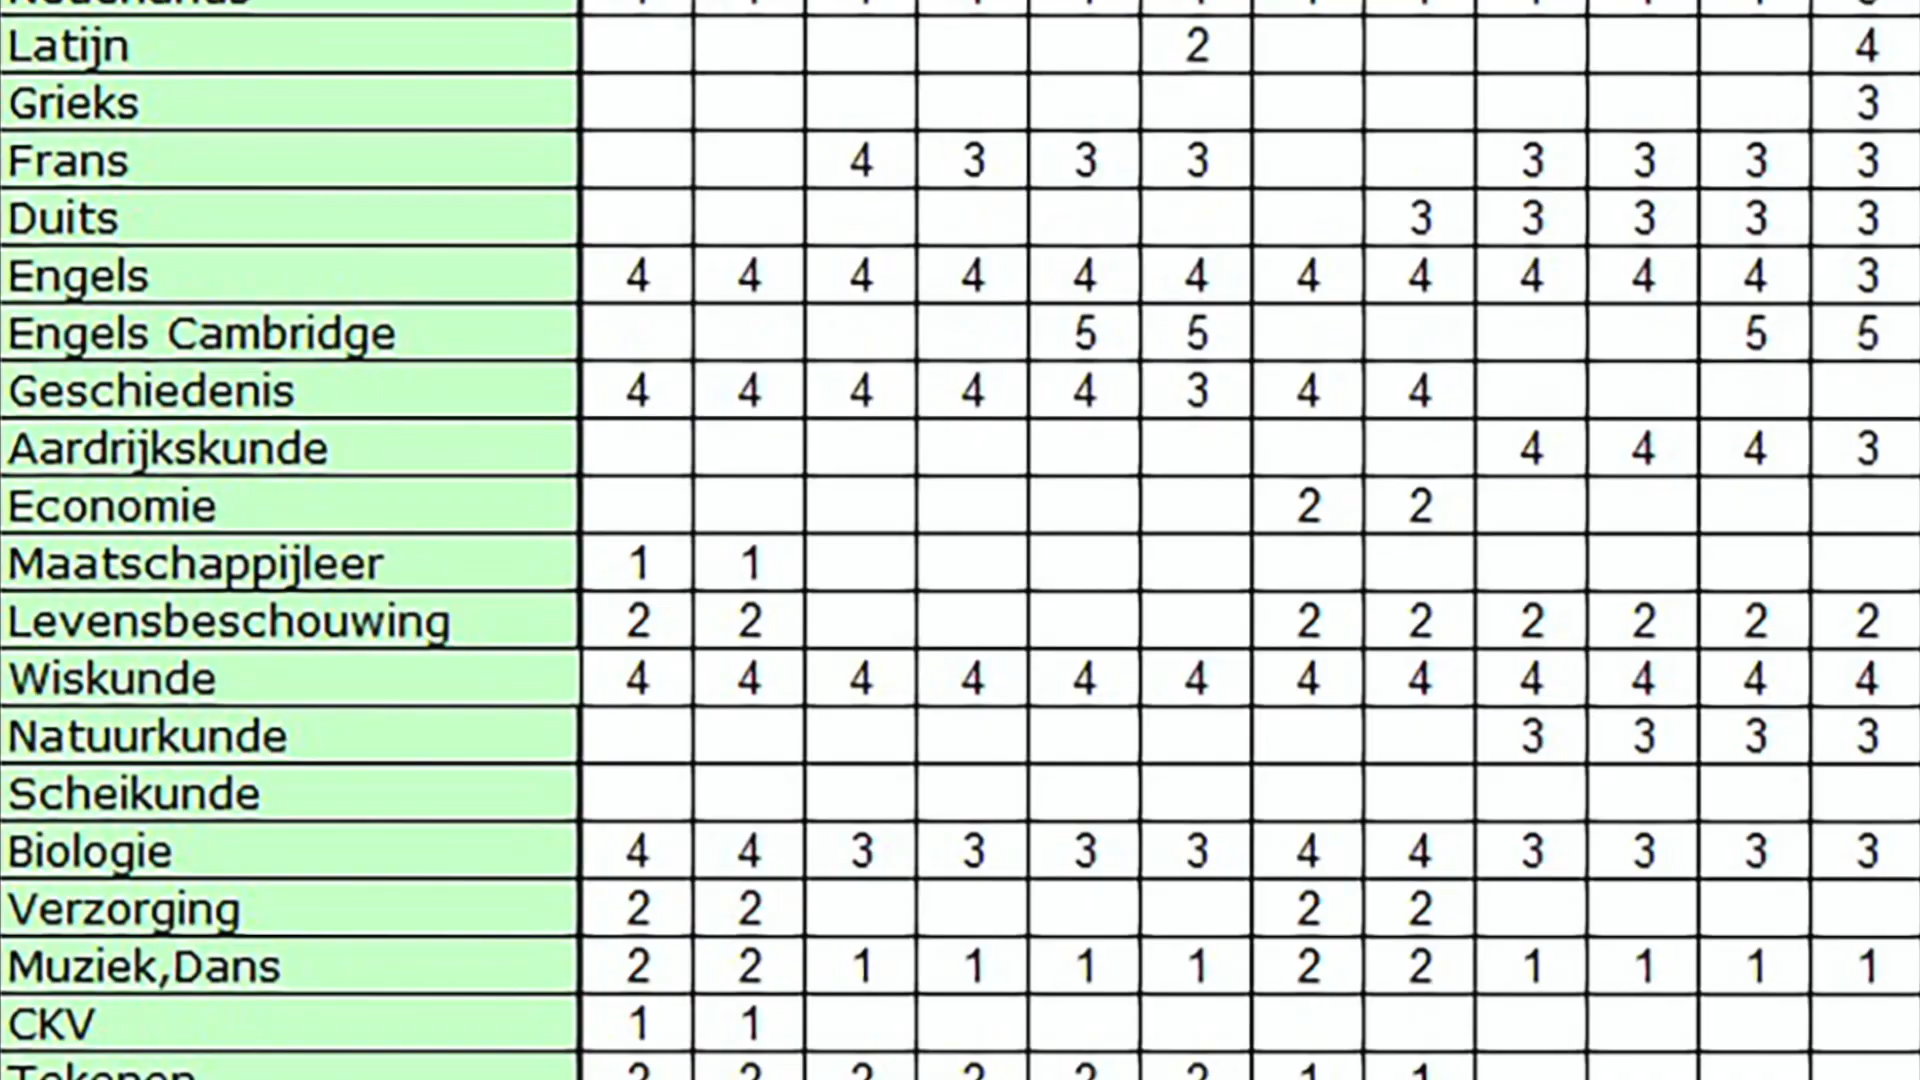 Latijn 2 4
Grieks 3
Frans 4 3 3 3 3 3 3 3
Duits 3 3 3 3 3
Engels 4 4 4 4 4 4 4 4 4 4 4 3
Engels Cambridge 5 5 5 5
Geschiedenis 4 4 4 4 4 3 4 4
Aardrijkskunde 4 4 4 3
Economie 2 2
Maatschappijleer 1 1
Levensbeschouwing 2 2 2 2 2 2 2 2
Wiskunde 4 4 4 4 4 4 4 4 4 4 4 4
Natuurkunde 3 3 3 3
Scheikunde
Biologie 4 4 3 3 3 3 4 4 3 3 3 3
Verzorging 2 2 2 2
Muziek,Dans 2 2 1 1 1 1 2 2 1 1 1 1
CKV 1 1